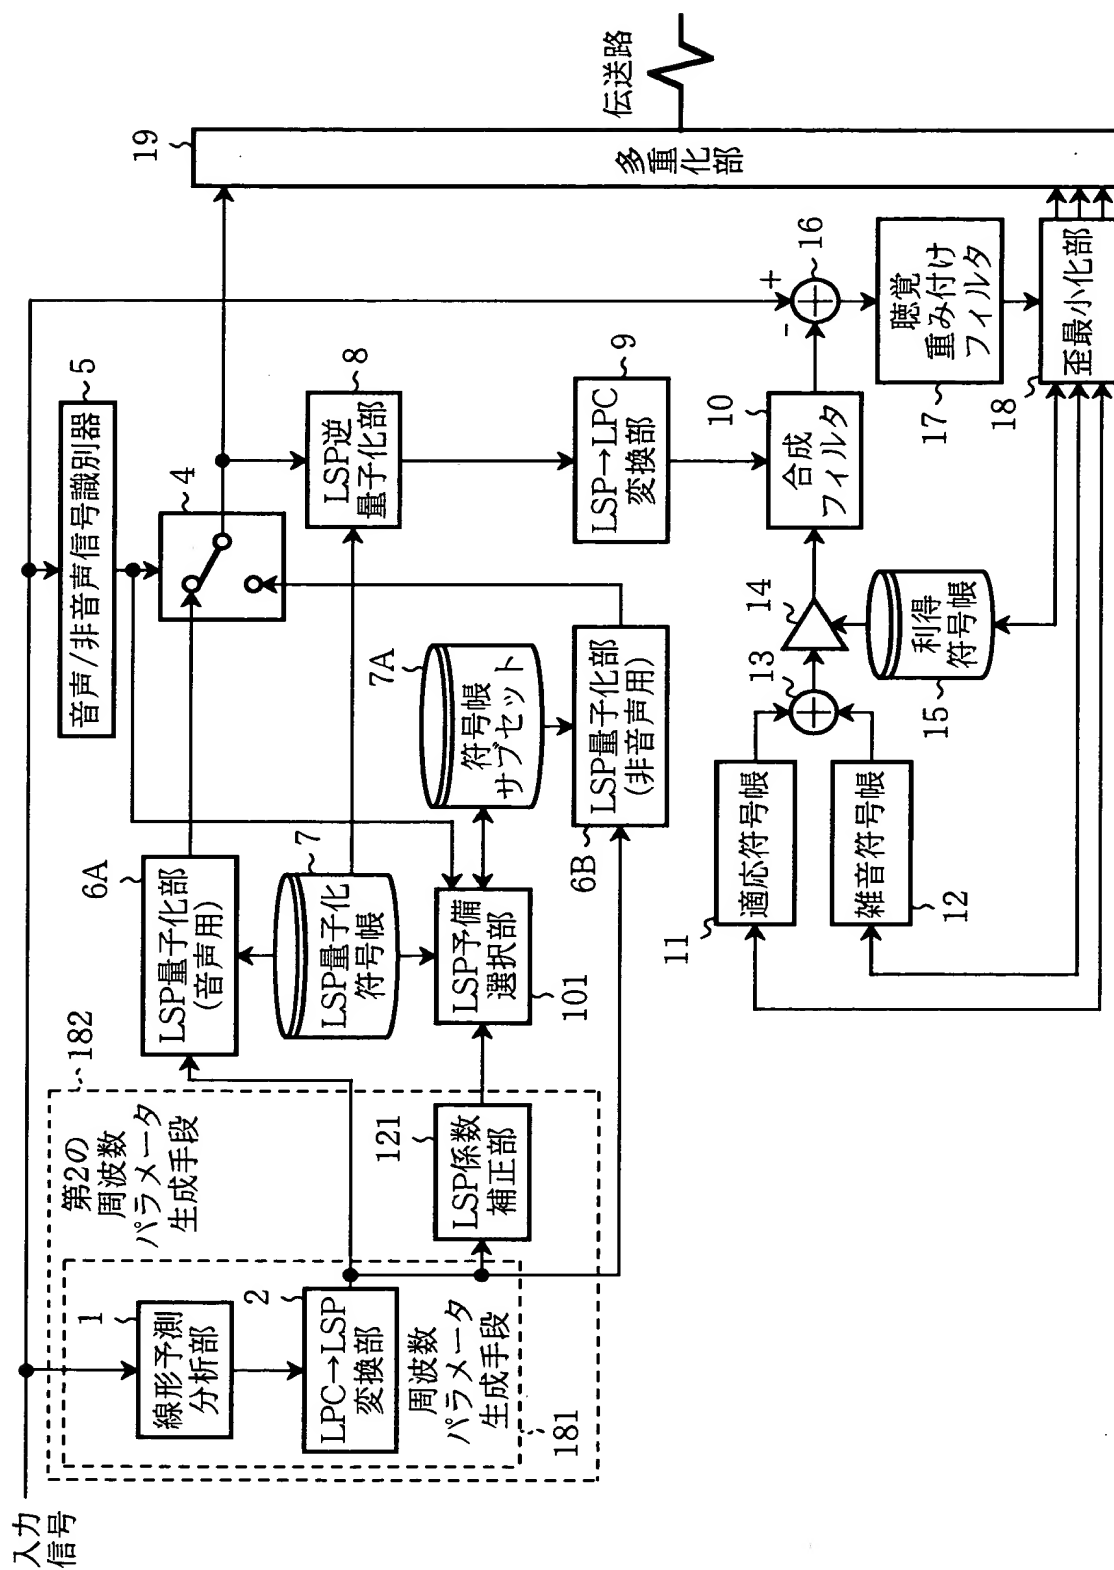 入力
信号
182
第2の
周波数
パラメータ
生成手段
1
線形予測
分析部
2
LPC→LSP
変換部
周波数
パラメータ
生成手段
181
121
LSP係数
補正部
6A
LSP量子化部
(音声用)
7
LSP量子化
符号帳
LSP予備
選択部
101
5
音声/非音声信号識別器
4
7A
符号帳
サブセット
6B
LSP量子化部
(非音声用)
8
LSP逆
量子化部
9
LSP→LPC
変換部
10
合成
フィルタ
11
適応符号帳
雑音符号帳
12
13
14
15
利得
符号帳
+
-
16
聴覚
重み付け
フィルタ
17
18
歪最小化部
19
多重化部
伝送路